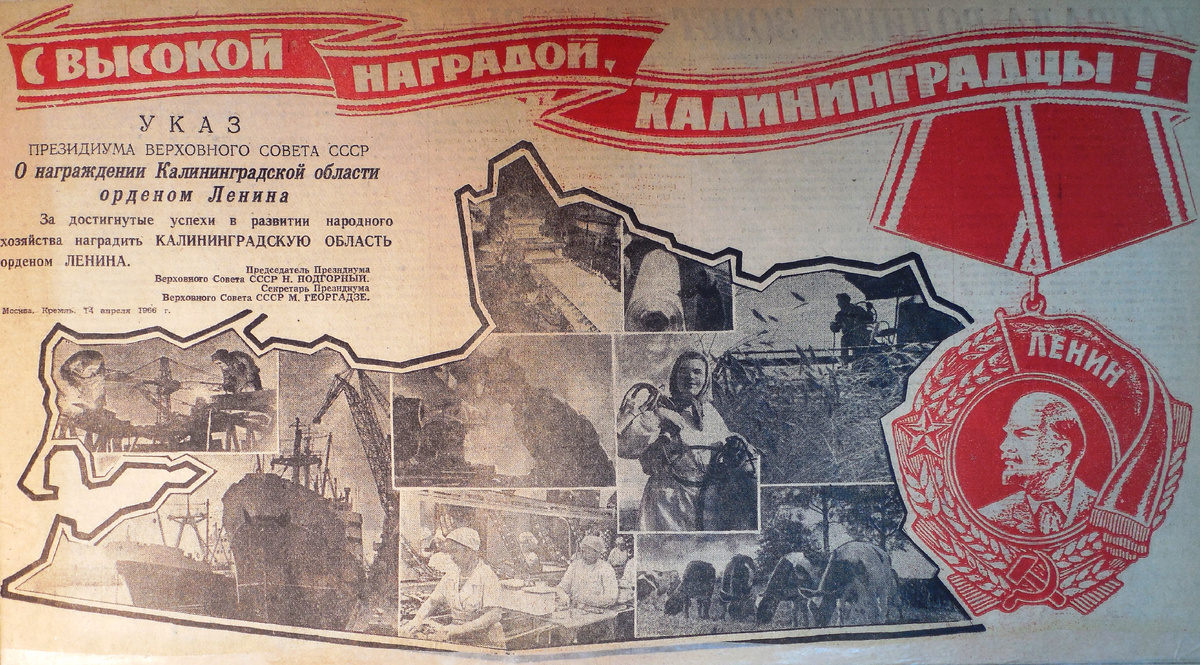 С ВЫСОКОЙ НАГРАДОЙ, КАЛИНИНГРАДЦЫ!
УКАЗ
ПРЕЗИДИУМА ВЕРХОВНОГО СОВЕТА СССР
О награждении Калининградской области
орденом Ленина
За достигнутые успехи в развитии народного
хозяйства наградить КАЛИНИНГРАДСКУЮ ОБЛАСТЬ
орденом ЛЕНИНА.
Председатель Президиума
Верховного Совета СССР Н. ПОДГОРНЫЙ.
Секретарь Президиума
Верховного Совета СССР М. ГЕОРГАДЗЕ.
Москва. Кремль. 14 апреля 1966 г.
ЛЕНИН